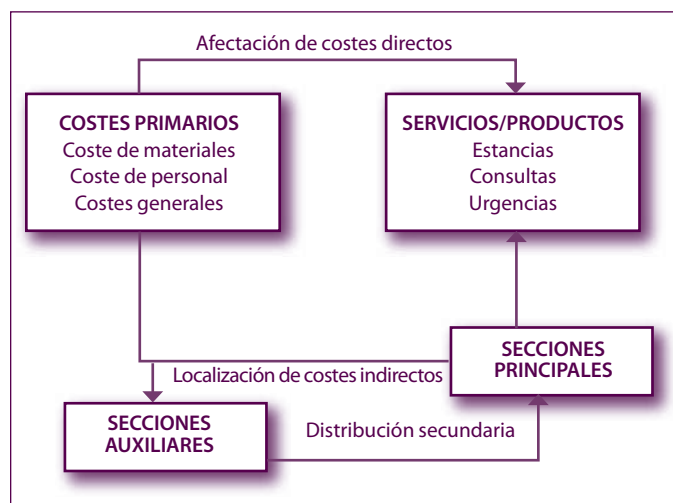 Afectación de costes directos
COSTES PRIMARIOS
Coste de materiales
Coste de personal
Costes generales
SERVICIOS/PRODUCTOS
Estancias
Consultas
Urgencias
SECCIONES
PRINCIPALES
Localización de costes indirectos
SECCIONES
AUXILIARES
Distribución secundaria